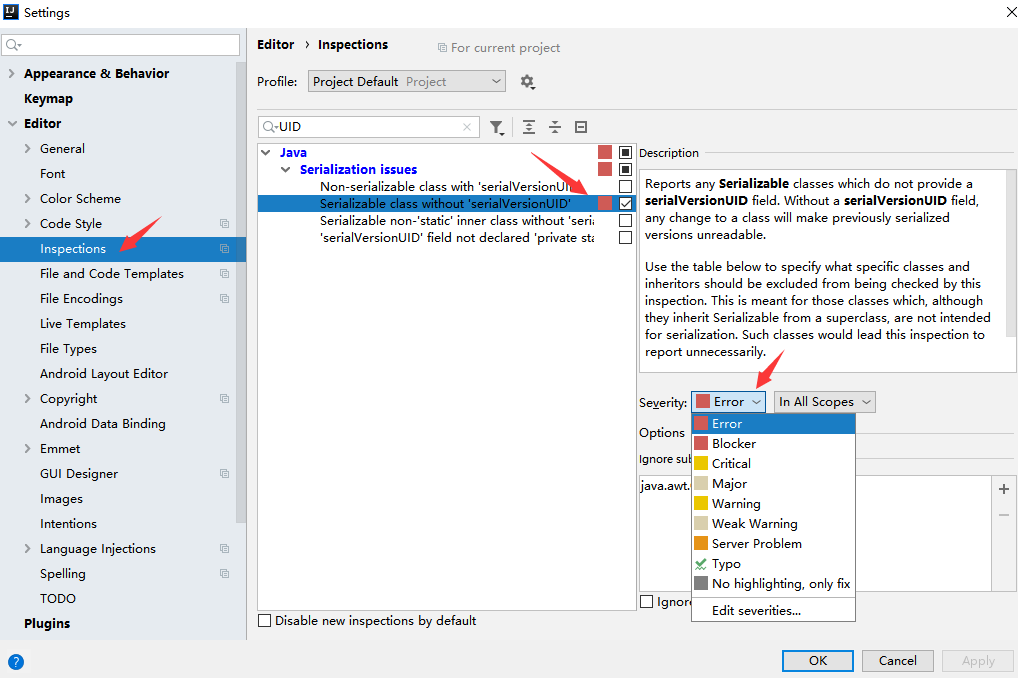 Settings
Appearance & Behavior
Keymap
Editor
General
Font
Color Scheme
Code Style
Inspections
File and Code Templates
File Encodings
Live Templates
File Types
Android Layout Editor
Copyright
Android Data Binding
Emmet
GUI Designer
Images
Intentions
Language Injections
Spelling
TODO
Plugins
Editor › Inspections
For current project
Profile:
Project Default Project
UID
Java
Serialization issues
Non-serializable class with 'serialVersionUID
Serializable class without 'serialVersionUID'
Serializable non-'static' inner class without 'seri
'serialVersionUID' field not declared 'private sta
Disable new inspections by default
Description
Reports any Serializable classes which do not provide a
serialVersionUID field. Without a serialVersionUID field,
any change to a class will make previously serialized
versions unreadable.
Use the table below to specify what specific classes and
inheritors should be excluded from being checked by this
inspection. This is meant for those classes which, although
they inherit Serializable from a superclass, are not intended
for serialization. Such classes would lead this inspection to
report unnecessarily.
Severity:
Error
In All Scopes
Error
Blocker
Critical
Major
Warning
Weak Warning
Server Problem
Typo
No highlighting, only fix
Edit severities...
Options
Ignore sub
java.awt.
Ignore
?
OK
Cancel
Apply